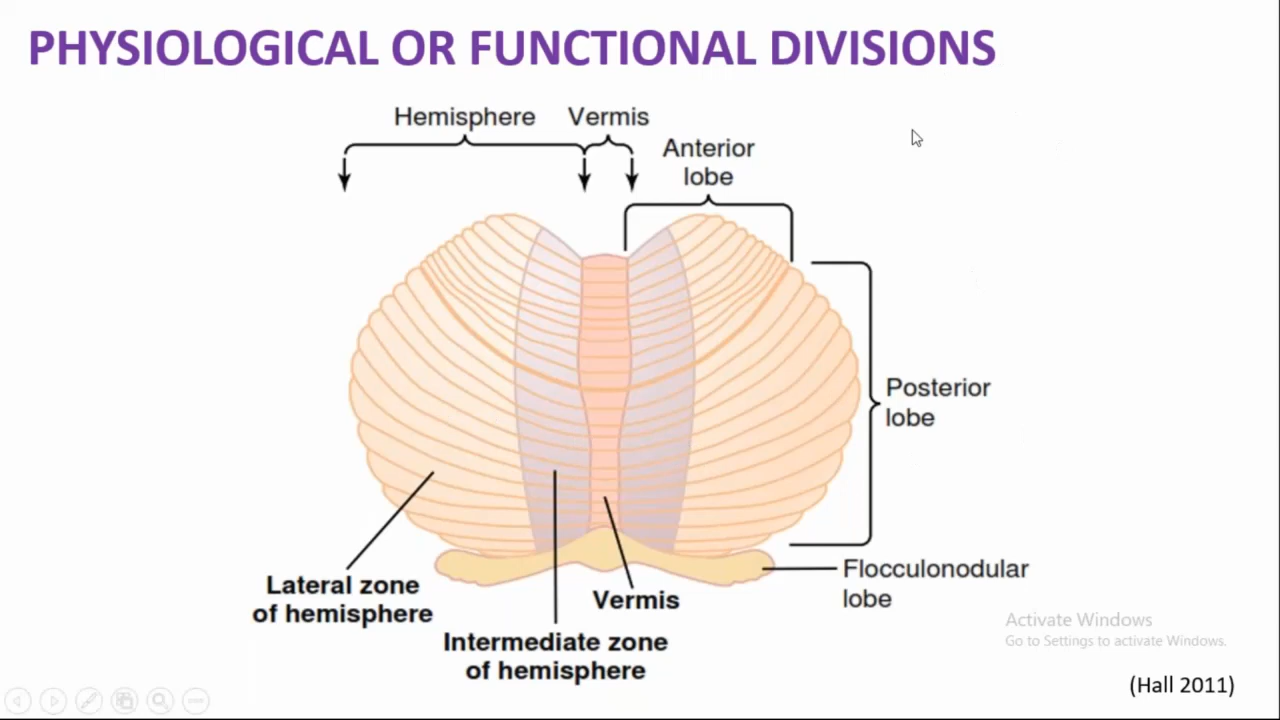 PHYSIOLOGICAL OR FUNCTIONAL DIVISIONS
Hemisphere
Vermis
Anterior
lobe
Posterior
lobe
Lateral zone
of hemisphere
Vermis
Intermediate zone
of hemisphere
Flocculonodular
lobe
Activate Windows
Go to Settings to activate Windows.
(Hall 2011)